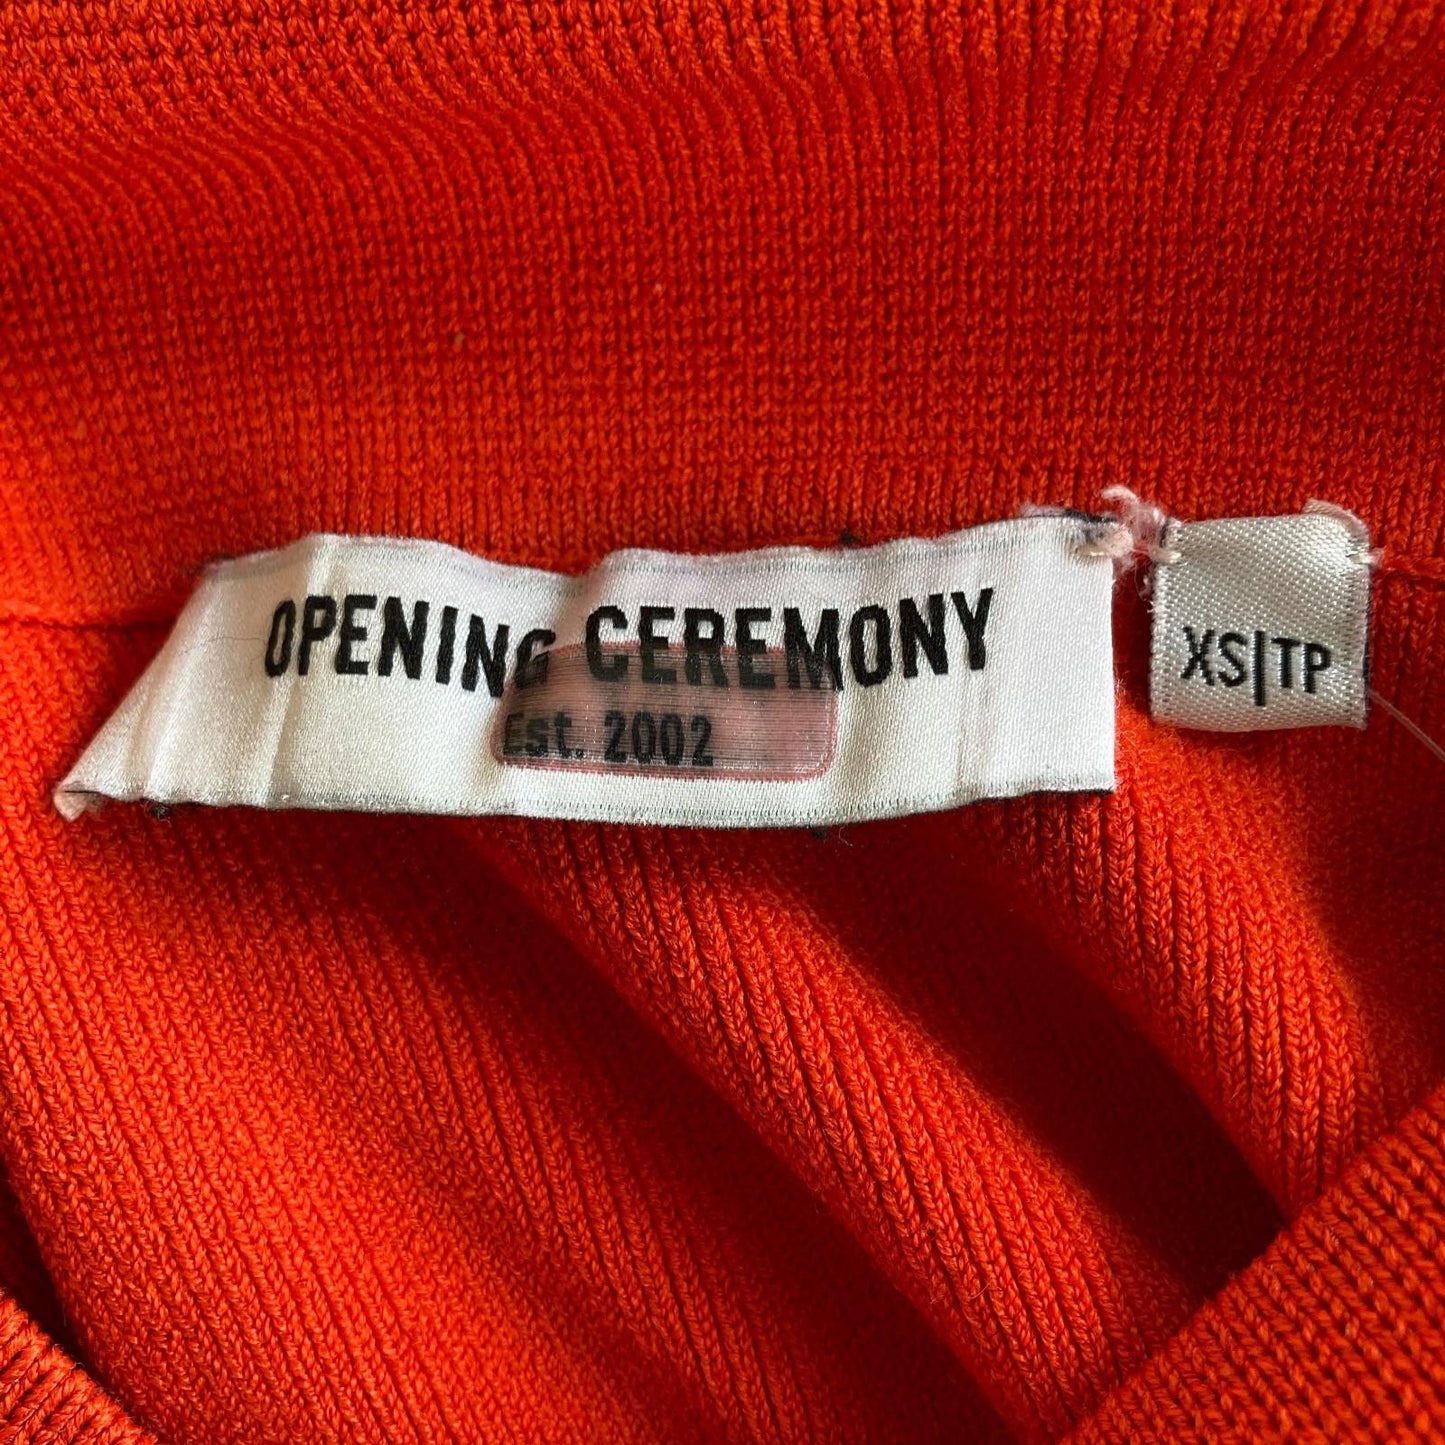 OPENING CEREMONY
Est. 2002
XS|TP